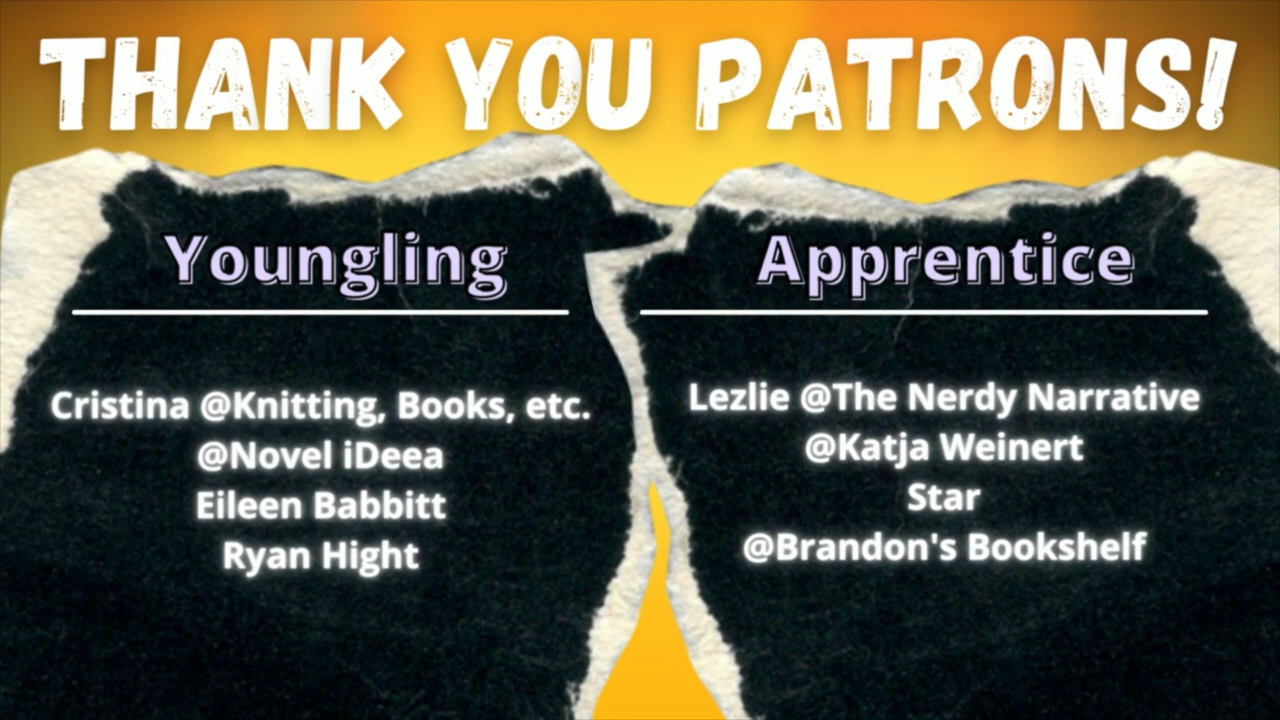 THANK YOU PATRONS!
Youngling
Cristina @Knitting, Books, etc.
@Novel iDeea
Eileen Babbitt
Ryan Hight
Apprentice
Lezlie @The Nerdy Narrative
@Katja Weinert
Star
@Brandon's Bookshelf